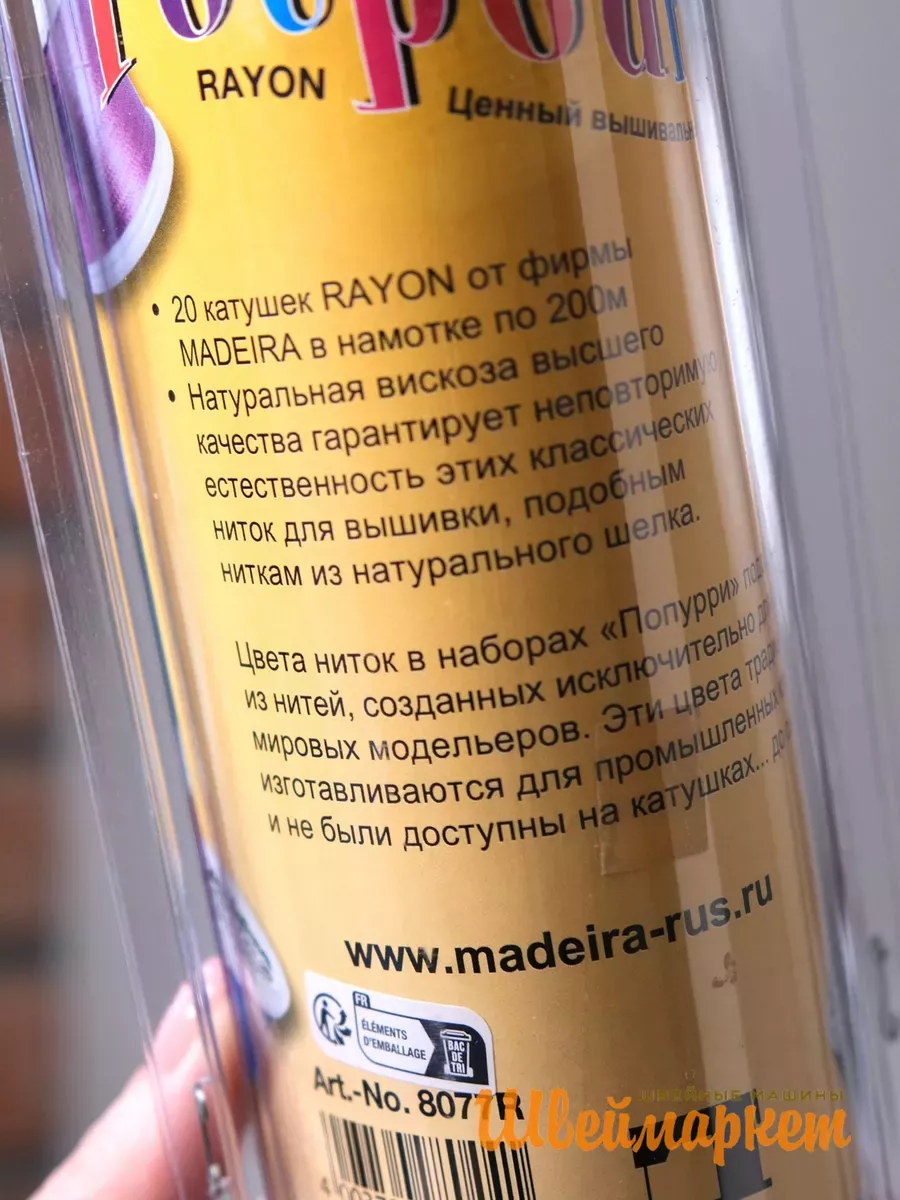 RAYON
Ценный
• 20 катушек RAYON от фирмы
MADEIRA в намотке по 200м
• Натуральная вискоза высшего
качества гарантирует неповторимую
естественность этих классических
ниток для вышивки, подобным
ниткам из натурального шелка.
Цвета ниток в наборах «Попурри»
из нитей, созданных исключительно
мировых модельеров. Эти цвета
изготавливаются для промышленных
и не были доступны на катушках...
www.madeira-rus.ru
FR
ÉLÉMENTS
D'EMBALLAGE
BAC
DE
TRI
Art.-No. 8077R
ШВЕЙНЫЕ МАШИНЫ
Швеймаркет